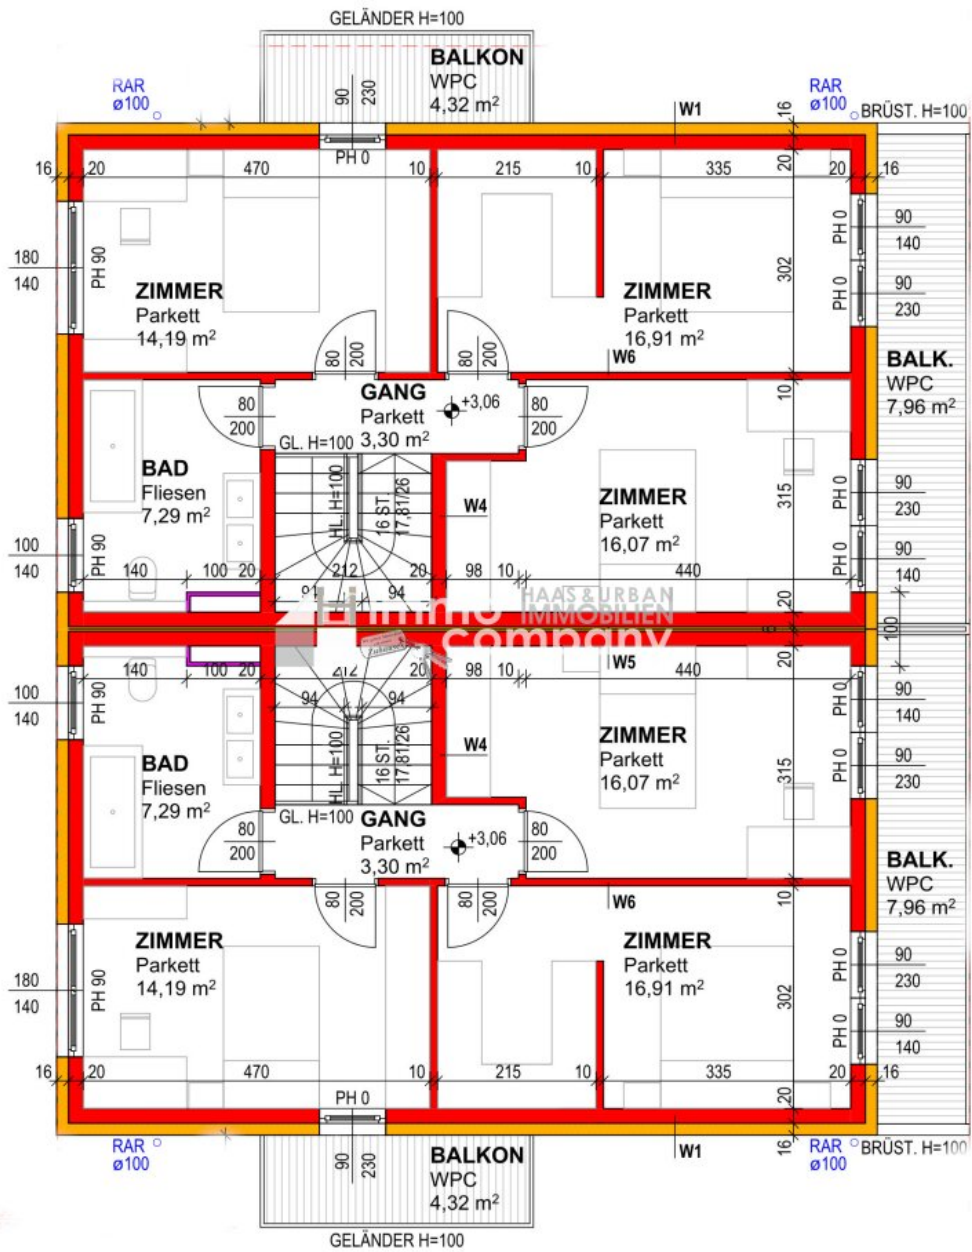 GELÄNDER H=100
BALKON
WPC
4,32 m²
90
230
RAR
ø100
RAR
ø100
W1
16
BRÜST. H=100
PH 0
16
20
470
10
215
10
335
20
20
16
180
140
PH 90
ZIMMER
Parkett
14,19 m²
ZIMMER
Parkett
16,91 m²
302
PH 0
90
140
PH 0
90
230
80
200
80
200
W6
BALK.
WPC
7,96 m²
GANG
Parkett
3,30 m²
+3,06
80
200
80
200
10
GL. H=100
BAD
Fliesen
7,29 m²
HL. H=100
16 ST.
17,81/26
W4
ZIMMER
Parkett
16,07 m²
315
PH 0
90
230
PH 0
90
140
100
140
PH 90
140
100
20
212
20
98
10
440
20
94
immo
company
HAAS & URBAN
IMMOBILIEN
6
100
140
100
20
212
20
98
10
W5
440
20
94
94
100
140
PH 90
PH 0
90
140
PH 0
90
230
HL. H=100
16 ST.
17,81/26
W4
ZIMMER
Parkett
16,07 m²
315
BAD
Fliesen
7,29 m²
GL. H=100
GANG
Parkett
3,30 m²
+3,06
80
200
80
200
BALK.
WPC
7,96 m²
80
200
80
200
W6
10
ZIMMER
Parkett
14,19 m²
ZIMMER
Parkett
16,91 m²
302
180
140
PH 90
PH 0
90
230
PH 0
90
140
16
20
470
10
215
10
335
20
20
16
PH 0
RAR
ø100
W1
16
RAR
ø100
BRÜST. H=100
90
230
BALKON
WPC
4,32 m²
GELÄNDER H=100